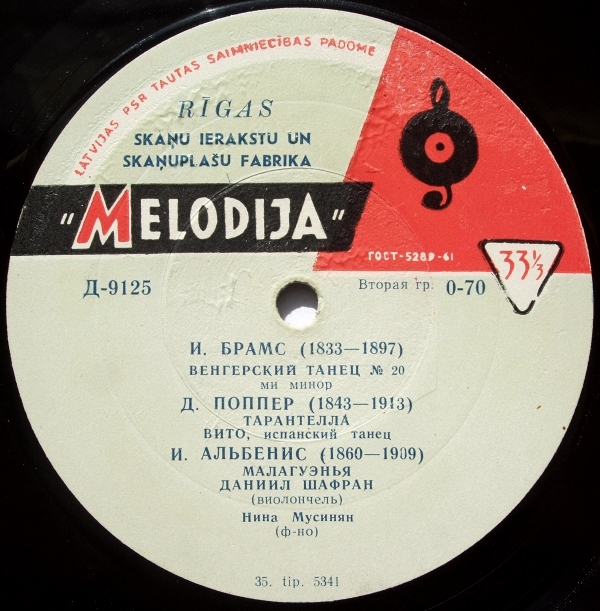 LATVIJAS PSR TAUTAS SAIMNIECĪBAS PADOME
RĪGAS
SKAŅU IERAKSTU UN
SKAŅUPLAŠU FABRIKA
"MELODIJA"
ГОСТ-5289-61
33⅓
Д-9125
Вторая гр. 0-70
И. БРАМС (1833—1897)
ВЕНГЕРСКИЙ ТАНЕЦ № 20
ми минор
Д. ПОППЕР (1843—1913)
ТАРАНТЕЛЛА
ВИТО, испанский танец
И. АЛЬБЕНИС (1860—1909)
МАЛАГУЭНЬЯ
ДАНИИЛ ШАФРАН
(виолончель)
Нина Мусинян
(ф-но)
35. tip. 5341